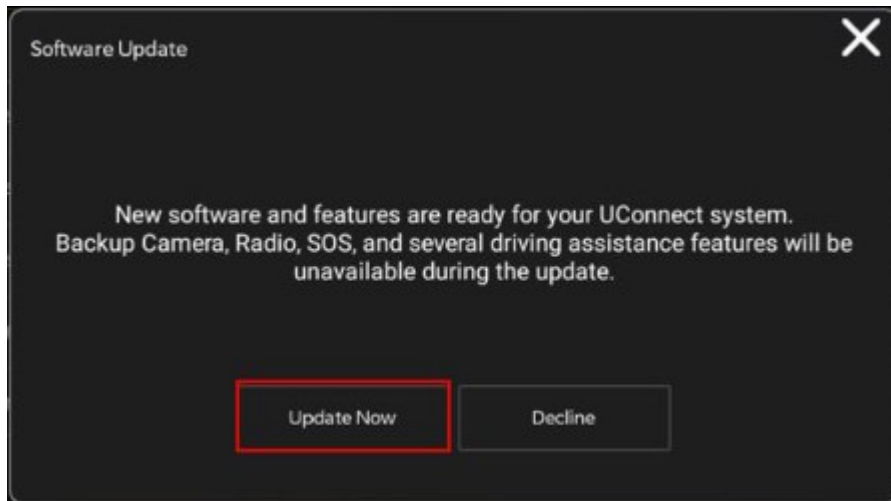 Software Update
New software and features are ready for your UConnect system.
Backup Camera, Radio, SOS, and several driving assistance features will be
unavailable during the update.
Update Now
Decline